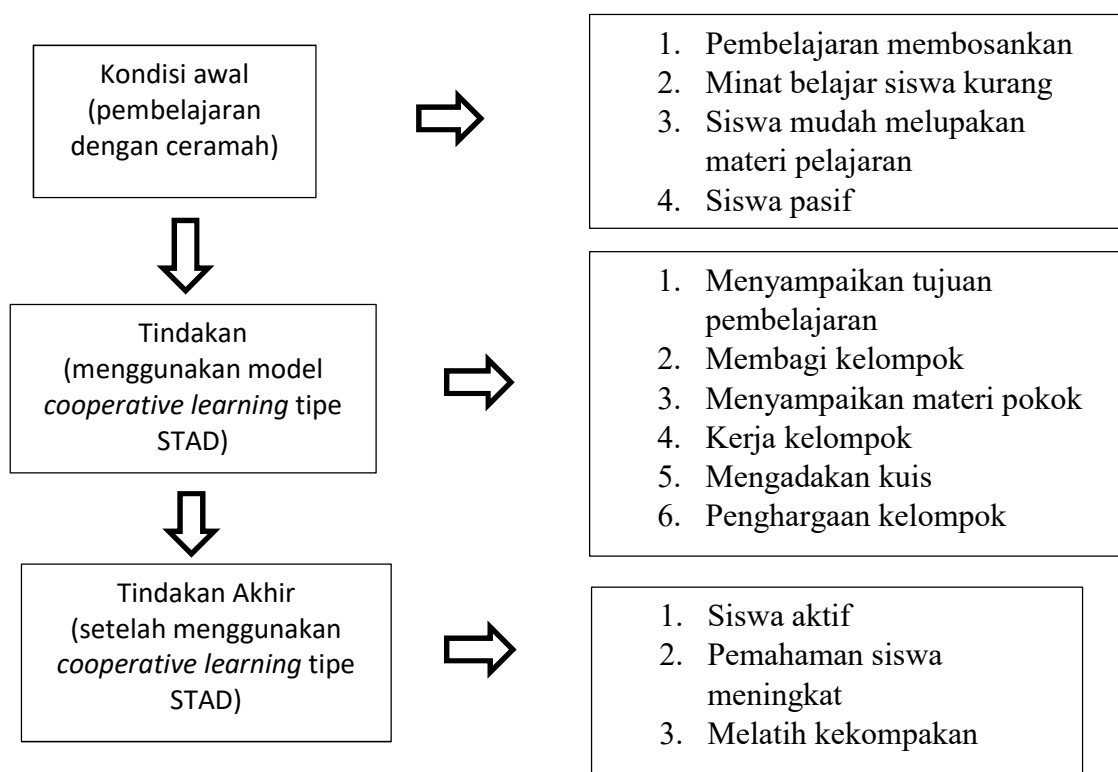 Kondisi awal
(pembelajaran
dengan ceramah)
1. Pembelajaran membosankan
2. Minat belajar siswa kurang
3. Siswa mudah melupakan
materi pelajaran
4. Siswa pasif
Tindakan
(menggunakan model
cooperative learning tipe
STAD)
1. Menyampaikan tujuan
pembelajaran
2. Membagi kelompok
3. Menyampaikan materi pokok
4. Kerja kelompok
5. Mengadakan kuis
6. Penghargaan kelompok
Tindakan Akhir
(setelah menggunakan
cooperative learning tipe
STAD)
1. Siswa aktif
2. Pemahaman siswa
meningkat
3. Melatih kekompakan